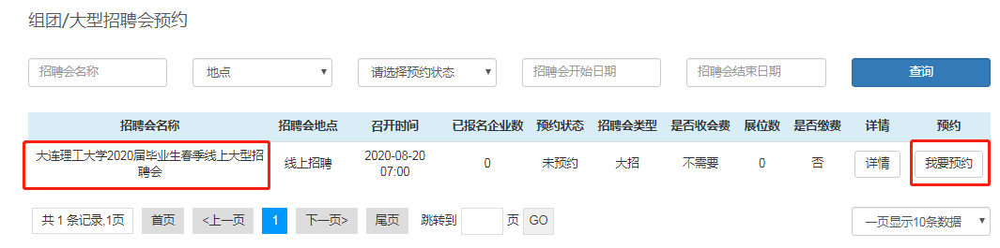 组团/大型招聘会预约
招聘会名称 地点 请选择预约状态 招聘会开始日期 招聘会结束日期 查询
招聘会名称 招聘会地点 召开时间 已报名企业数 预约状态 招聘会类型 是否收会费 展位数 是否缴费 详情 预约
大连理工大学2020届毕业生春季线上大型招
聘会
线上招聘
2020-08-20
07:00
0 未预约 大招 不需要 0 否 详情 我要预约
共 1 条记录,1页 首页 <上一页 1 下一页> 尾页 跳转到 页 GO 一页显示10条数据